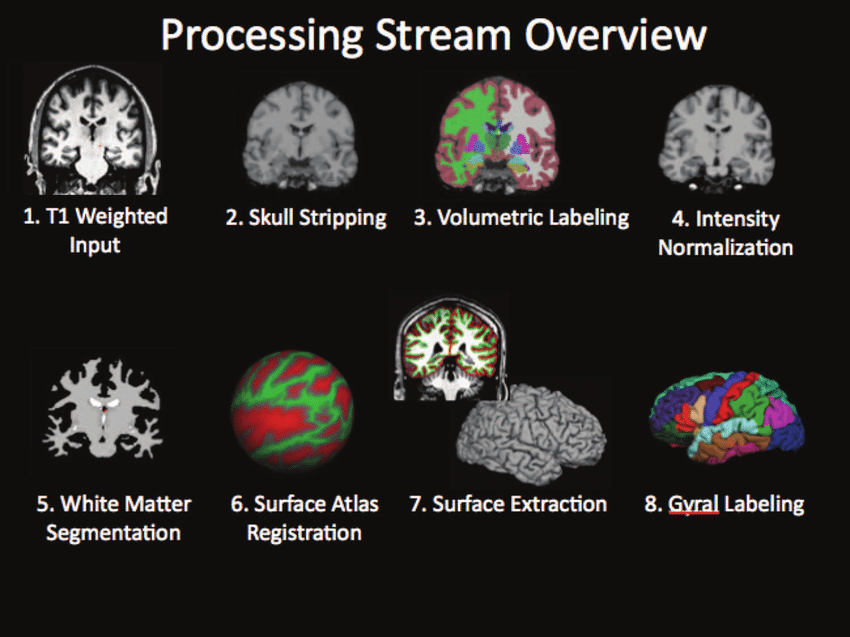 Processing Stream Overview
1. T1 Weighted
Input
2. Skull Stripping
3. Volumetric Labeling
4. Intensity
Normalization
5. White Matter
Segmentation
6. Surface Atlas
Registration
7. Surface Extraction
8. Gyral Labeling